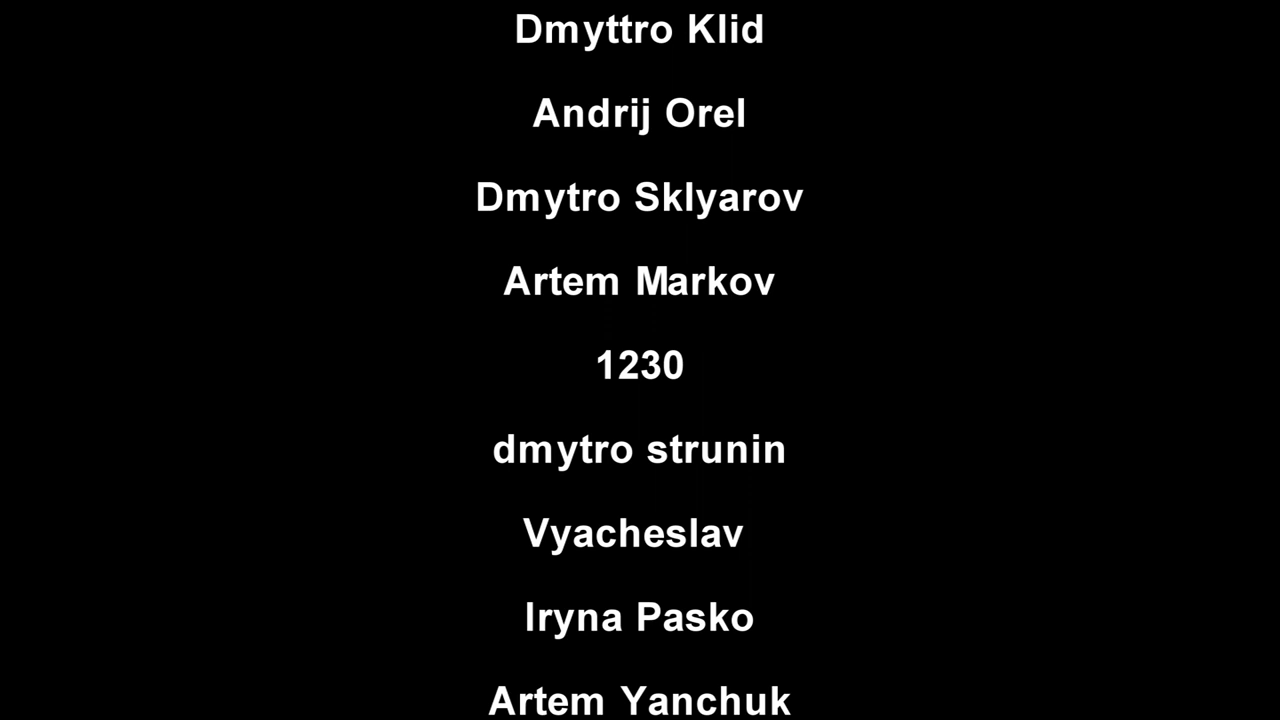 Dmyttro Klid
Andrij Orel
Dmytro Sklyarov
Artem Markov
1230
dmytro strunin
Vyacheslav
Iryna Pasko
Artem Yanchuk